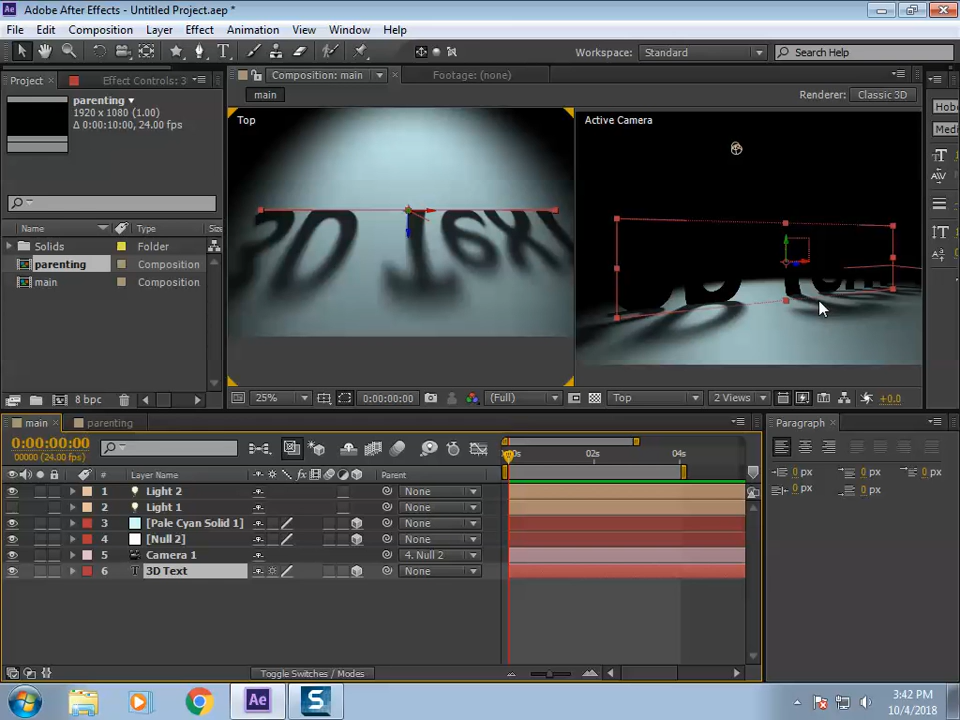 Adobe After Effects - Untitled Project.aep *
File Edit Composition Layer Effect Animation View Window Help
Workspace: Standard
Search Help
Project
Effect Controls: 3
Composition: main
Footage: (none)
main
Renderer: Classic 3D
parenting
1920 x 1080 (1.00)
Δ 0:00:10:00, 24.00 fps
Name Type Size
Solids Folder
parenting Composition
main Composition
8 bpc
Top
Active Camera
25%
0:00:00:00
(Full)
Top
2 Views
+0.0
Hobo
Med
main
parenting
0:00:00:00
00000 (24.00 fps)
# Layer Name Parent
02s 04s
1 Light 2 None
2 Light 1 None
3 [Pale Cyan Solid 1] None
4 [Null 2] None
5 Camera 1 4. Null 2
6 3D Text None
Toggle Switches / Modes
Paragraph
0 px 0 px 0 px
0 px 0 px
3:42 PM
10/4/2018